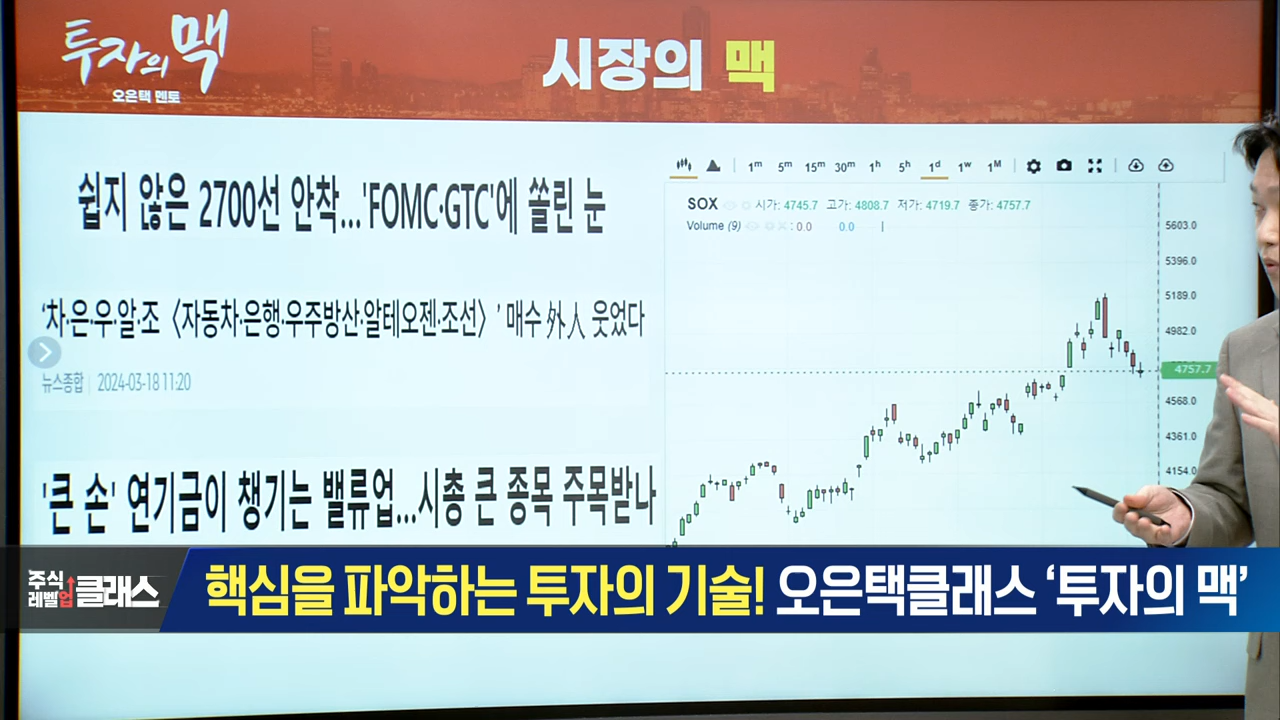 투자의 맥
오은택 멘토
시장의 맥
쉽지 않은 2700선 안착...'FOMC·GTC'에 쏠린 눈
'차·은·우·알·조〈자동차·은행·우주방산·알테오젠·조선〉' 매수 外人 웃었다
뉴스종합 | 2024-03-18 11:20
'큰 손' 연기금이 챙기는 밸류업...시총 큰 종목 주목받나
1m 5m 15m 30m 1h 5h 1d 1w 1M
SOX 시가: 4745.7 고가: 4808.7 저가: 4719.7 종가: 4757.7
Volume (9) : 0.0 0.0
5603.0
5396.0
5189.0
4982.0
4757.7
4568.0
4361.0
4154.0
주식
레벨업
클래스
핵심을 파악하는 투자의 기술! 오은택클래스 ‘투자의 맥’